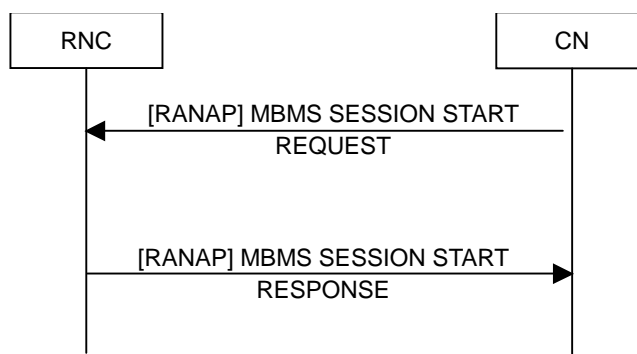 RNC
CN
[RANAP] MBMS SESSION START
REQUEST
[RANAP] MBMS SESSION START
RESPONSE